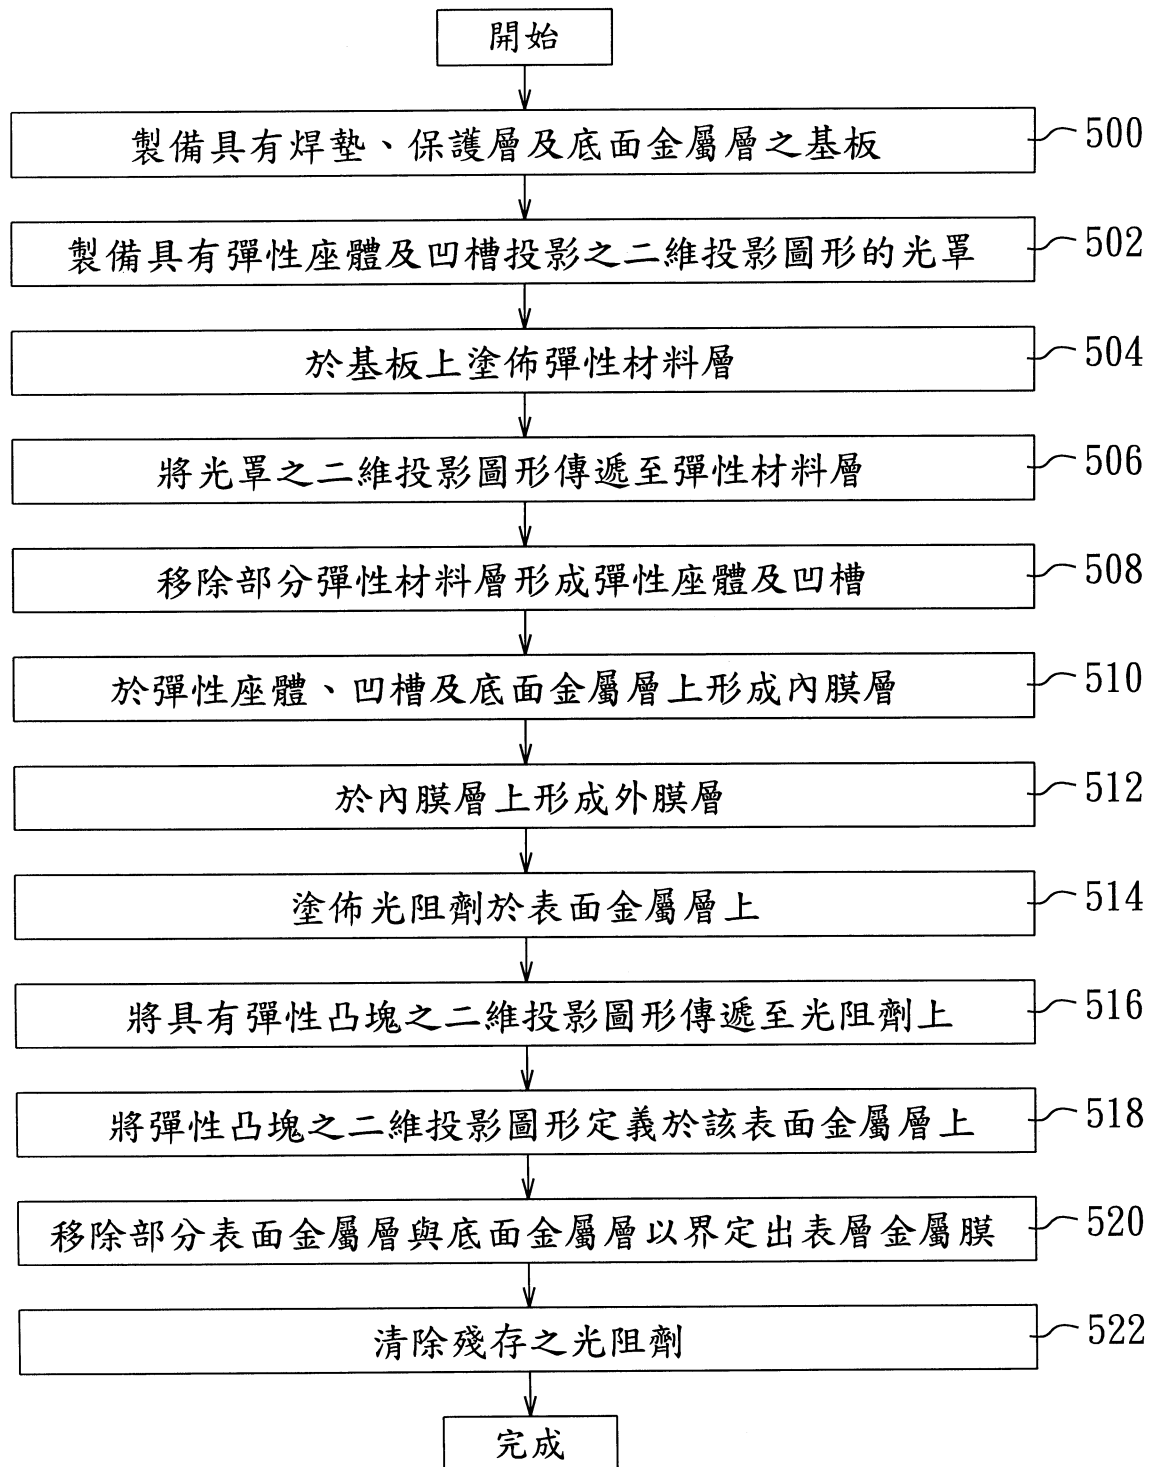 開始
製備具有焊墊、保護層及底面金屬層之基板 500
製備具有彈性座體及凹槽投影之二維投影圖形的光罩 502
於基板上塗佈彈性材料層 504
將光罩之二維投影圖形傳遞至彈性材料層 506
移除部分彈性材料層形成彈性座體及凹槽 508
於彈性座體、凹槽及底面金屬層上形成內膜層 510
於內膜層上形成外膜層 512
塗佈光阻劑於表面金屬層上 514
將具有彈性凸塊之二維投影圖形傳遞至光阻劑上 516
將彈性凸塊之二維投影圖形定義於該表面金屬層上 518
移除部分表面金屬層與底面金屬層以界定出表層金屬膜 520
清除殘存之光阻劑 522
完成